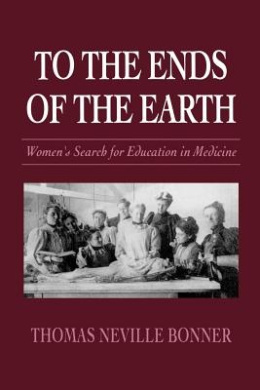 TO THE ENDS
OF THE EARTH
Women's Search for Education in Medicine
THOMAS NEVILLE BONNER